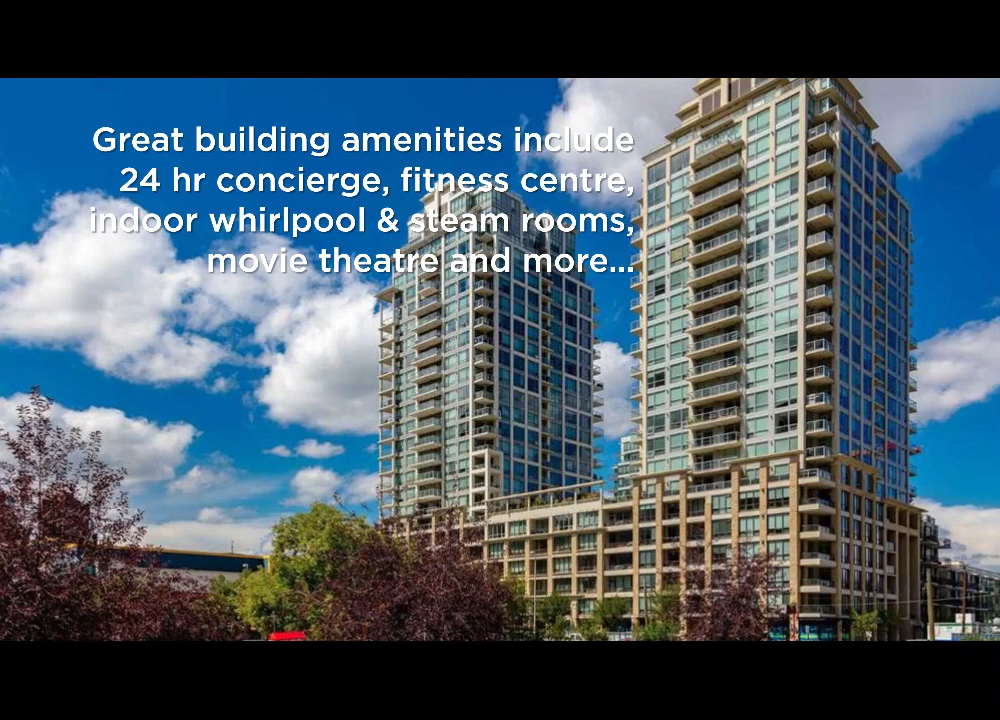 Great building amenities include
24 hr concierge, fitness centre,
indoor whirlpool & steam rooms,
movie theatre and more...